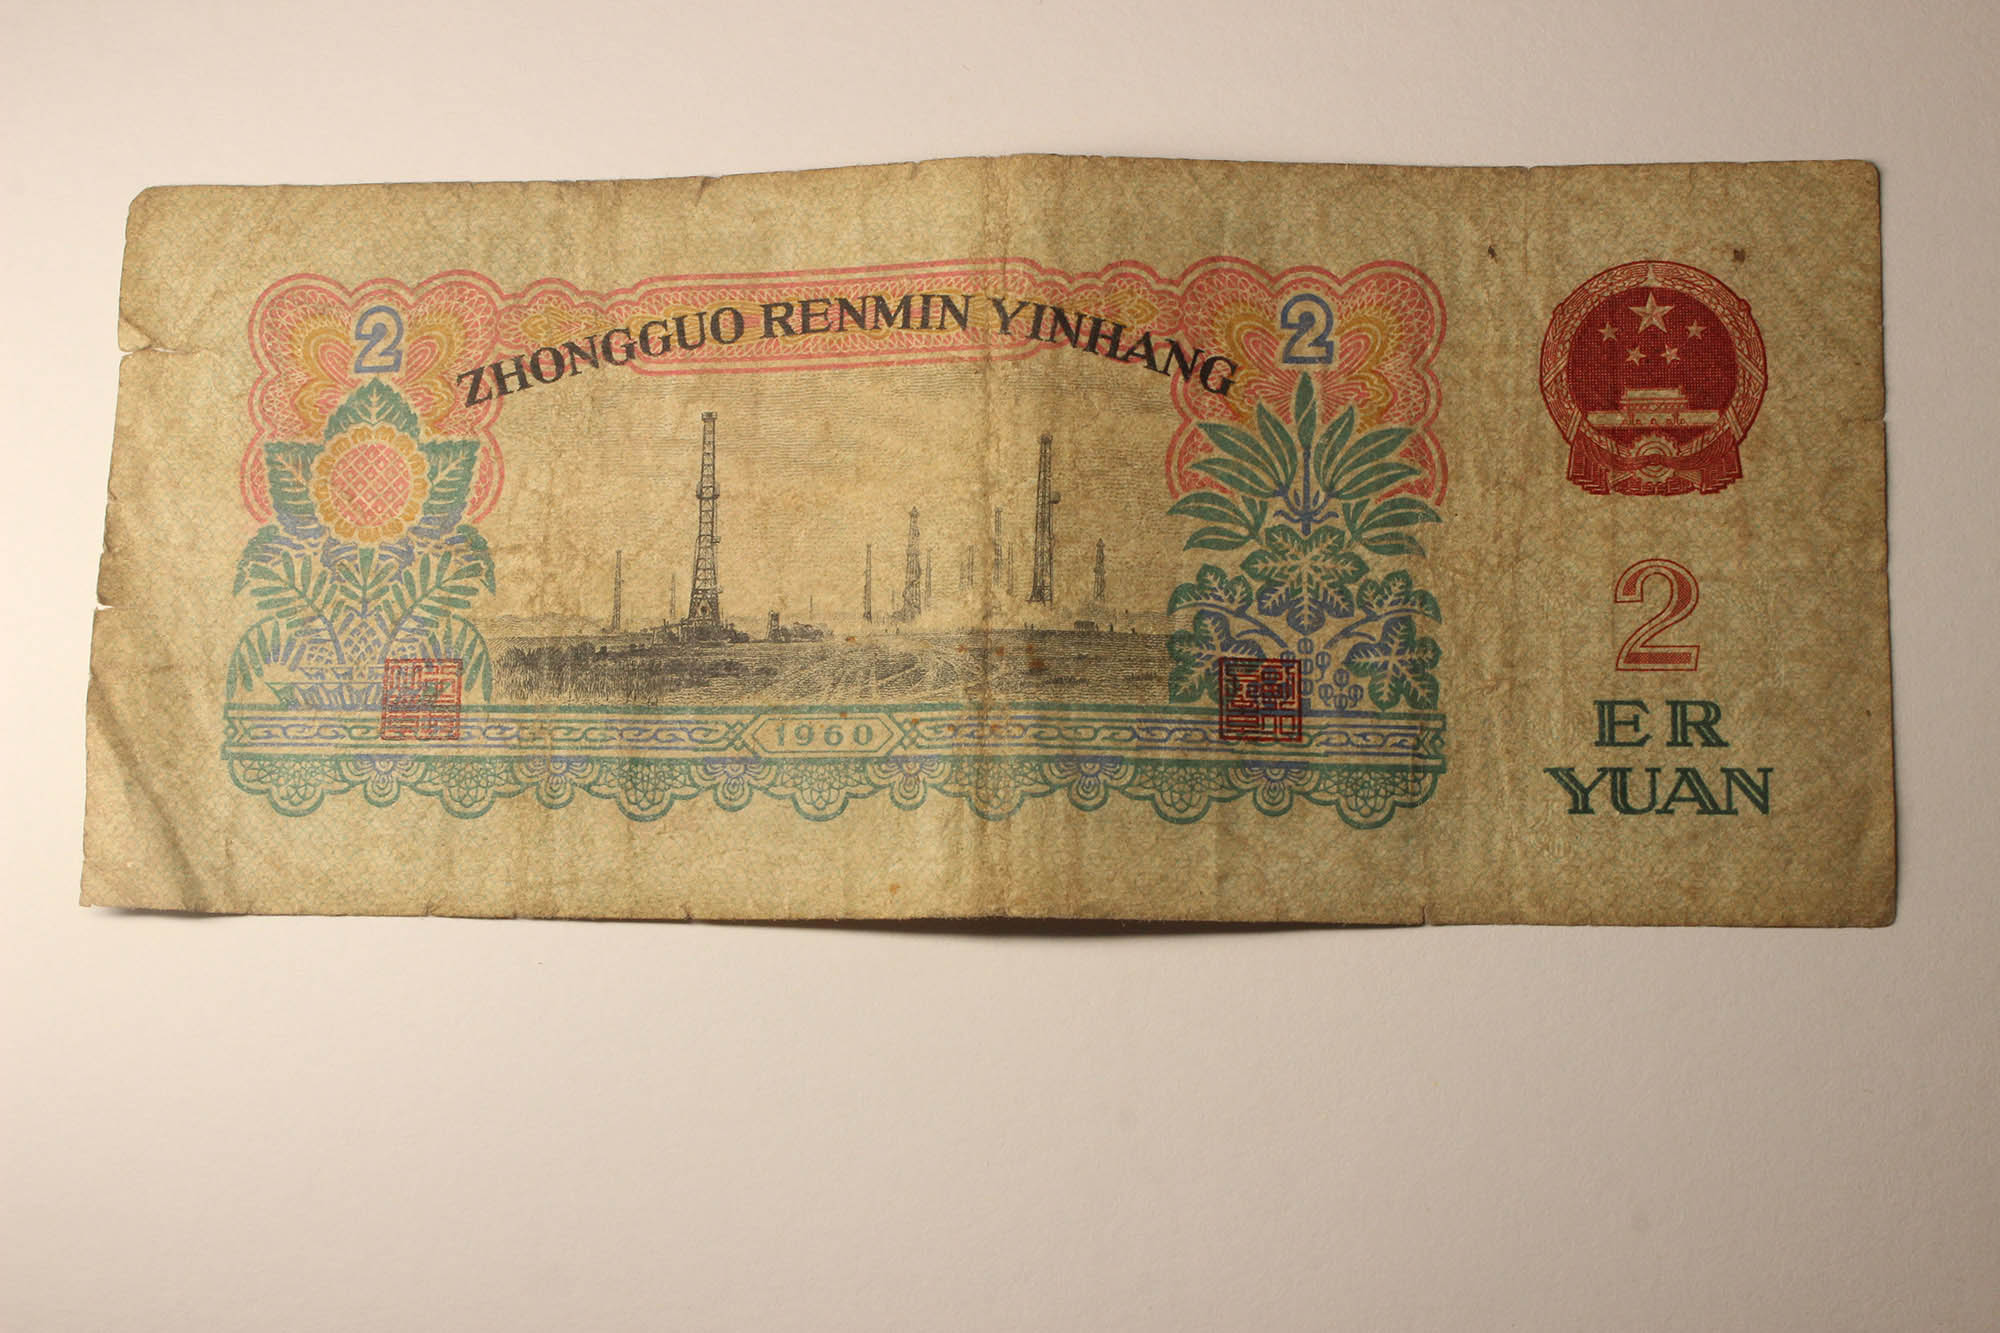 2
ZHONGGUO RENMIN YINHANG
2
1960
2
ER
YUAN